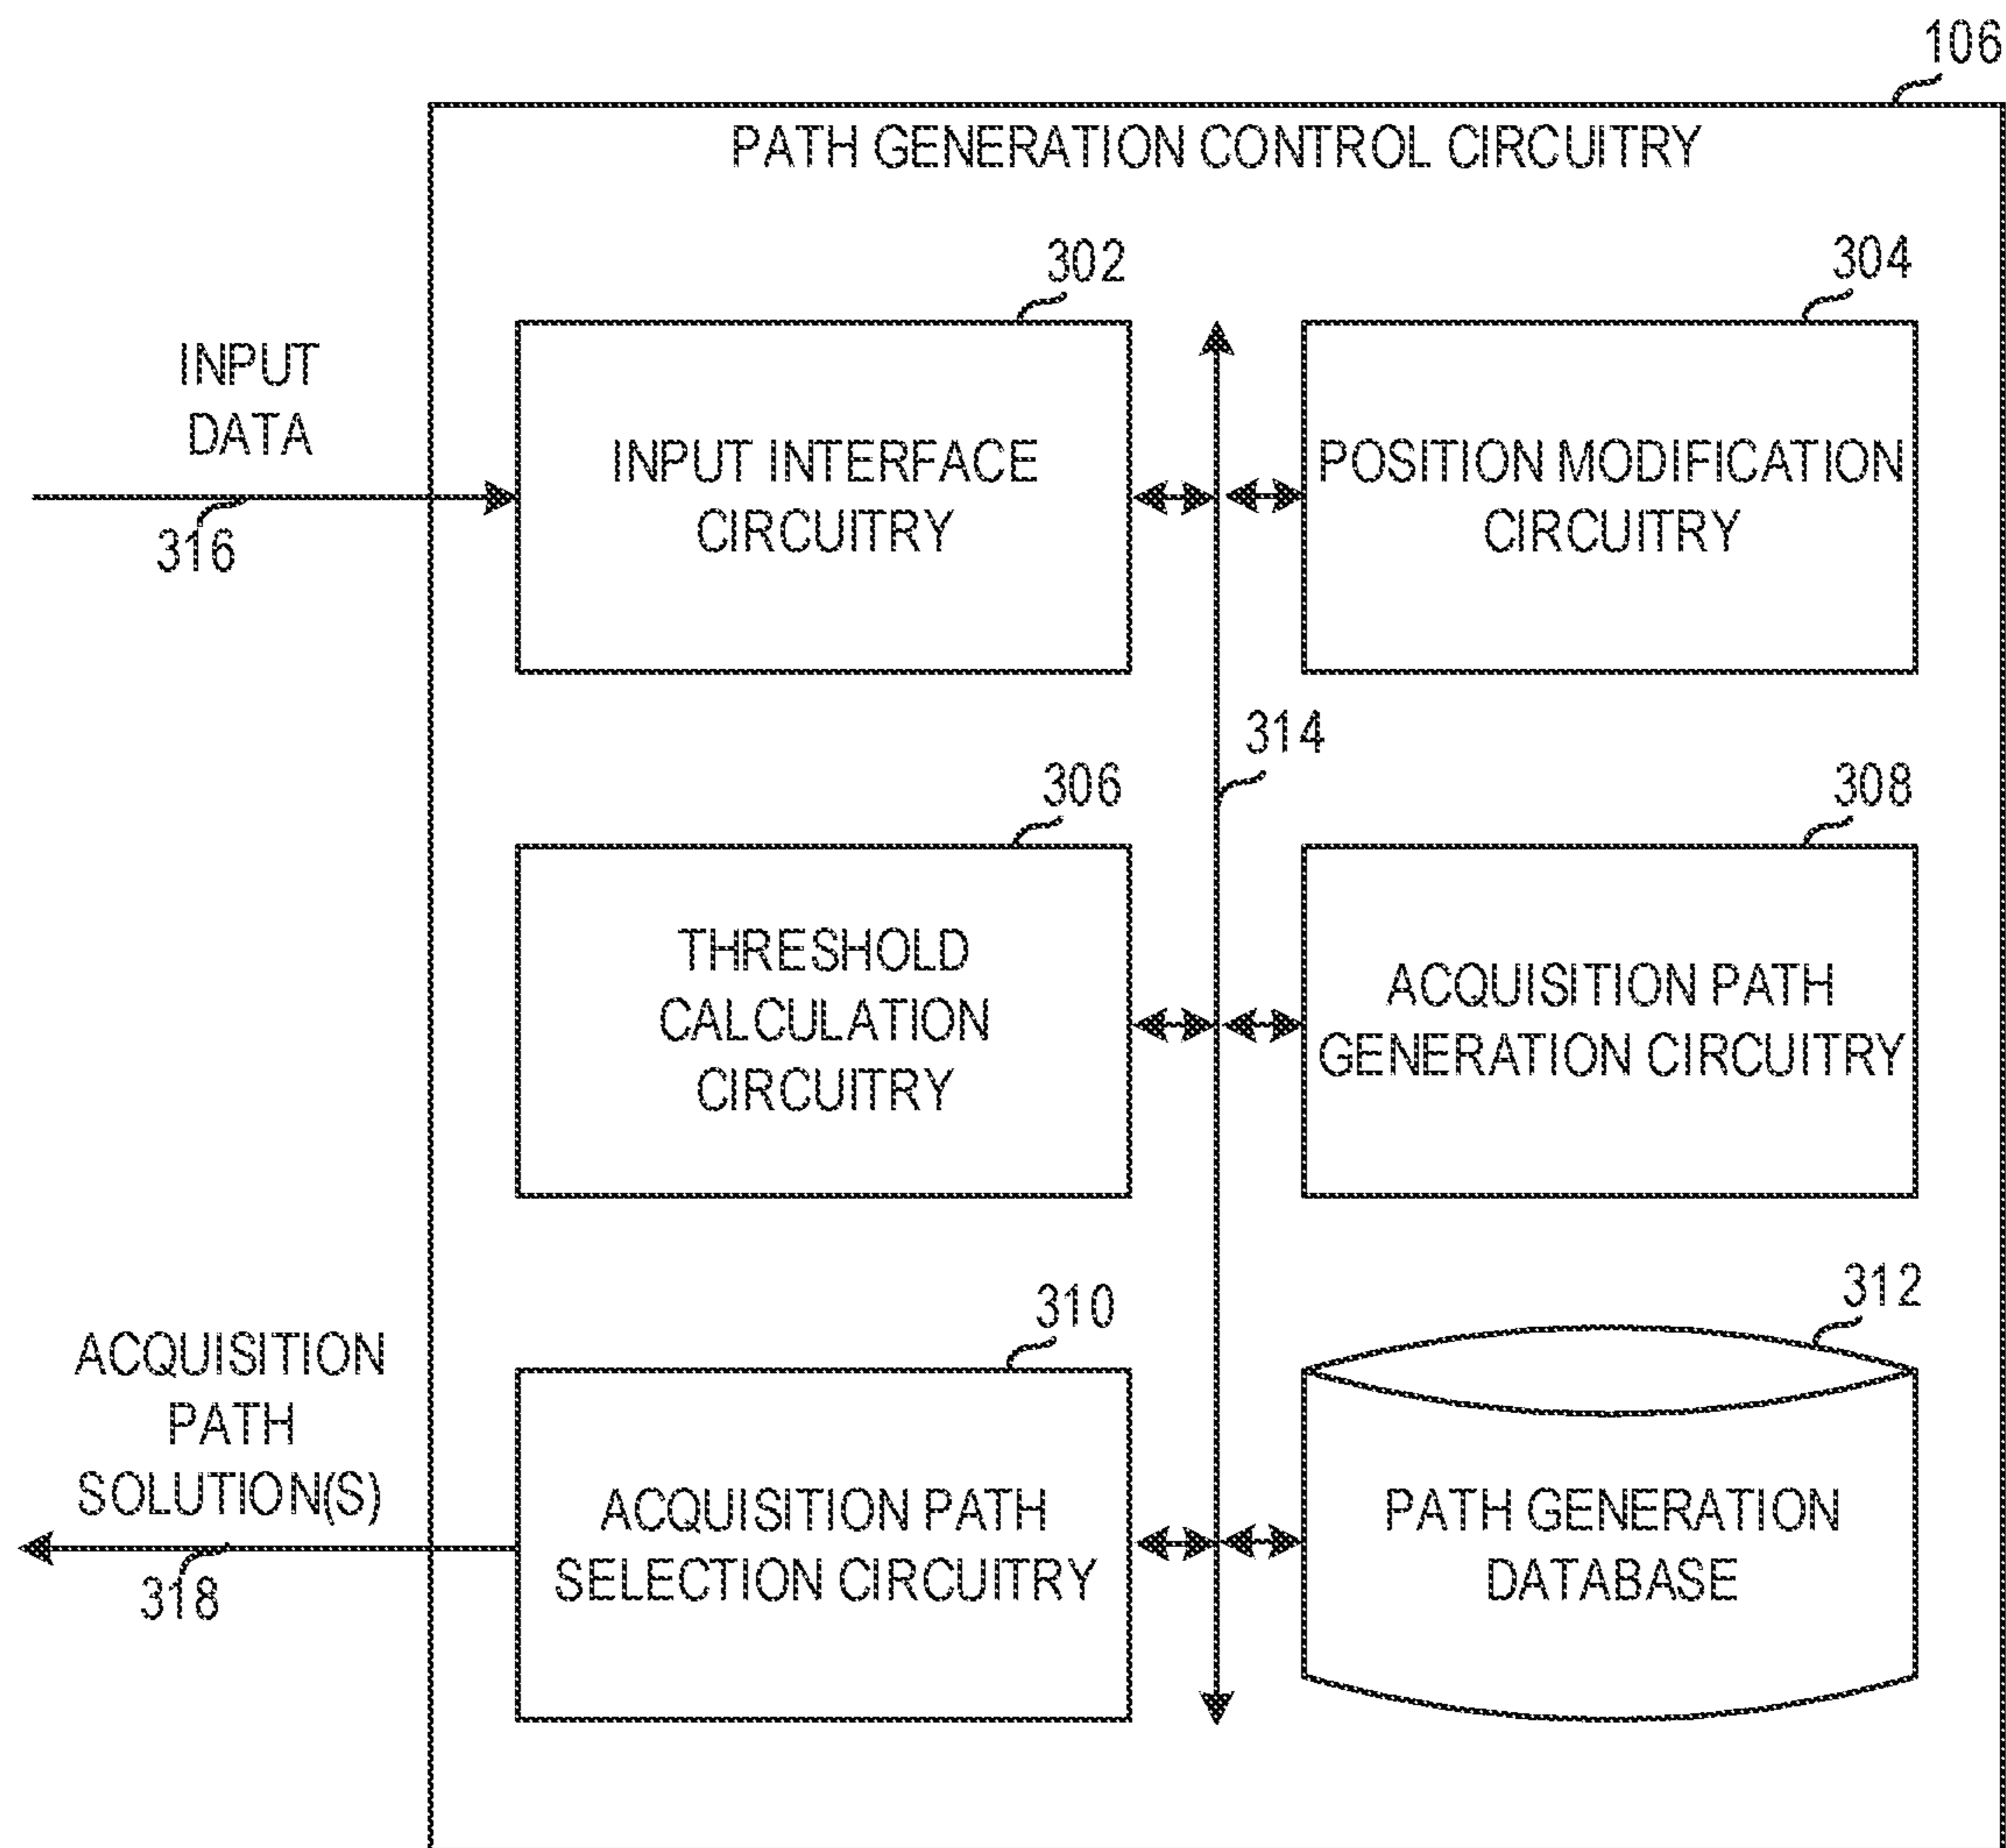 106
PATH GENERATION CONTROL CIRCUITRY
302
304
INPUT
DATA
316
INPUT INTERFACE
CIRCUITRY
POSITION MODIFICATION
CIRCUITRY
314
306
308
THRESHOLD
CALCULATION
CIRCUITRY
ACQUISITION PATH
GENERATION CIRCUITRY
310
312
ACQUISITION
PATH
SOLUTION(S)
318
ACQUISITION PATH
SELECTION CIRCUITRY
PATH GENERATION
DATABASE